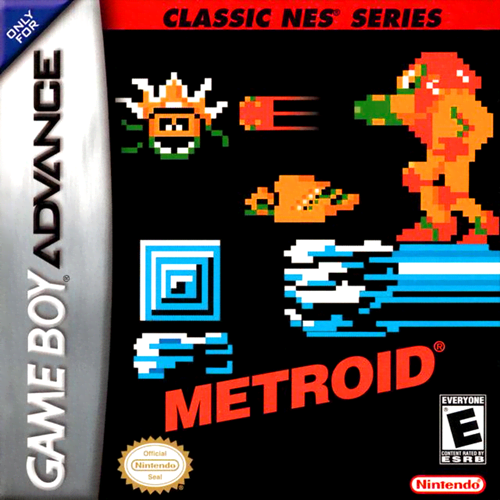 ONLY
FOR
GAME BOY ADVANCE
CLASSIC NES® SERIES
METROID®
Official
Nintendo®
Seal
EVERYONE
E
CONTENT RATED BY
ESRB
Nintendo®